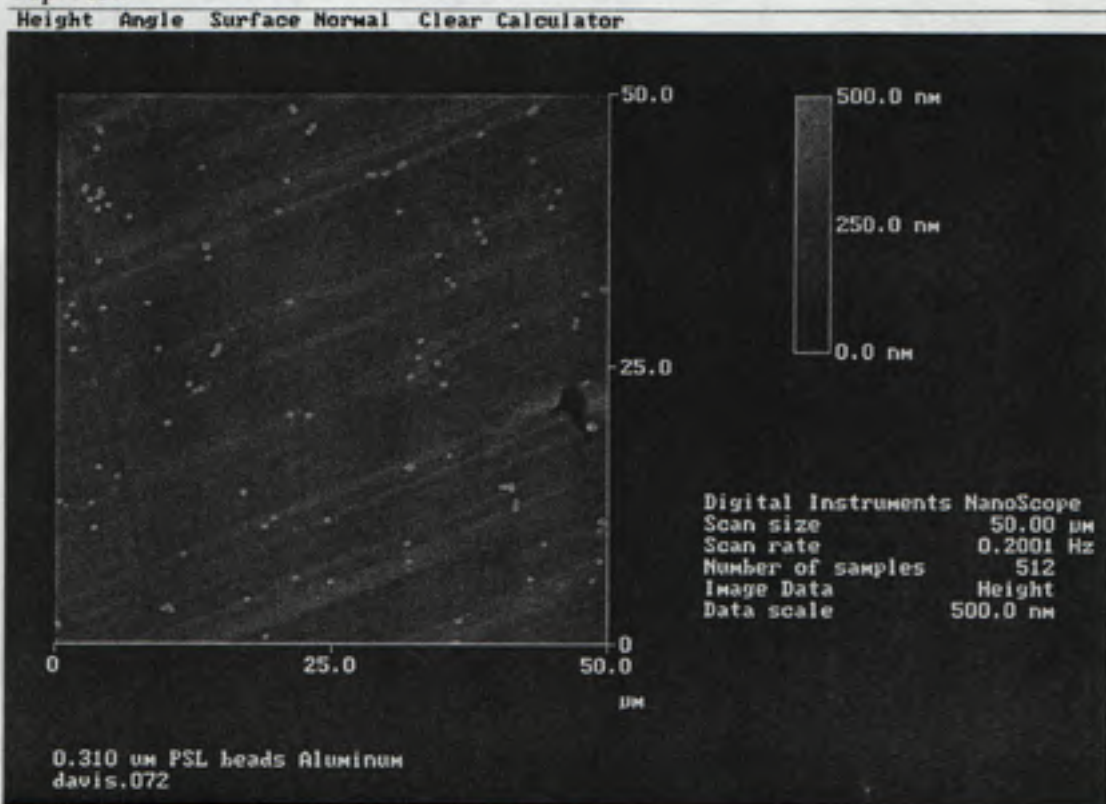 Height Angle Surface Normal Clear Calculator
50.0
25.0
0
0 25.0 50.0
μM
500.0 nM
250.0 nM
0.0 nM
Digital Instruments NanoScope
Scan size 50.00 μM
Scan rate 0.2001 Hz
Number of samples 512
Image Data Height
Data scale 500.0 nM
0.310 um PSL beads Aluminum
davis.072